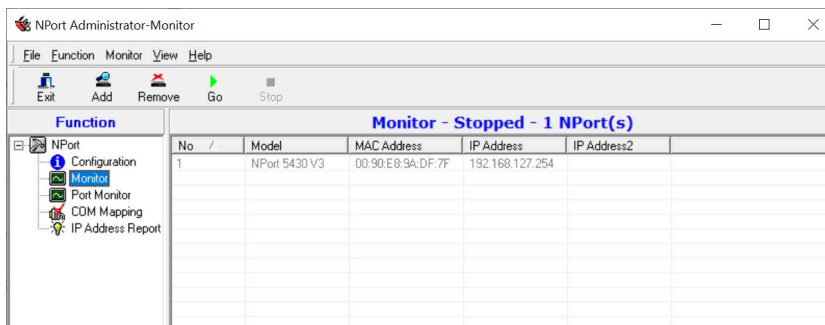 NPort Administrator-Monitor
File Function Monitor View Help
Exit Add Remove Go Stop
Function
Monitor - Stopped - 1 NPort(s)
NPort
Configuration
Monitor
Port Monitor
COM Mapping
IP Address Report
No Model MAC Address IP Address IP Address2
1 NPort 5430 V3 00:90:E8:9A:DF:7F 192.168.127.254